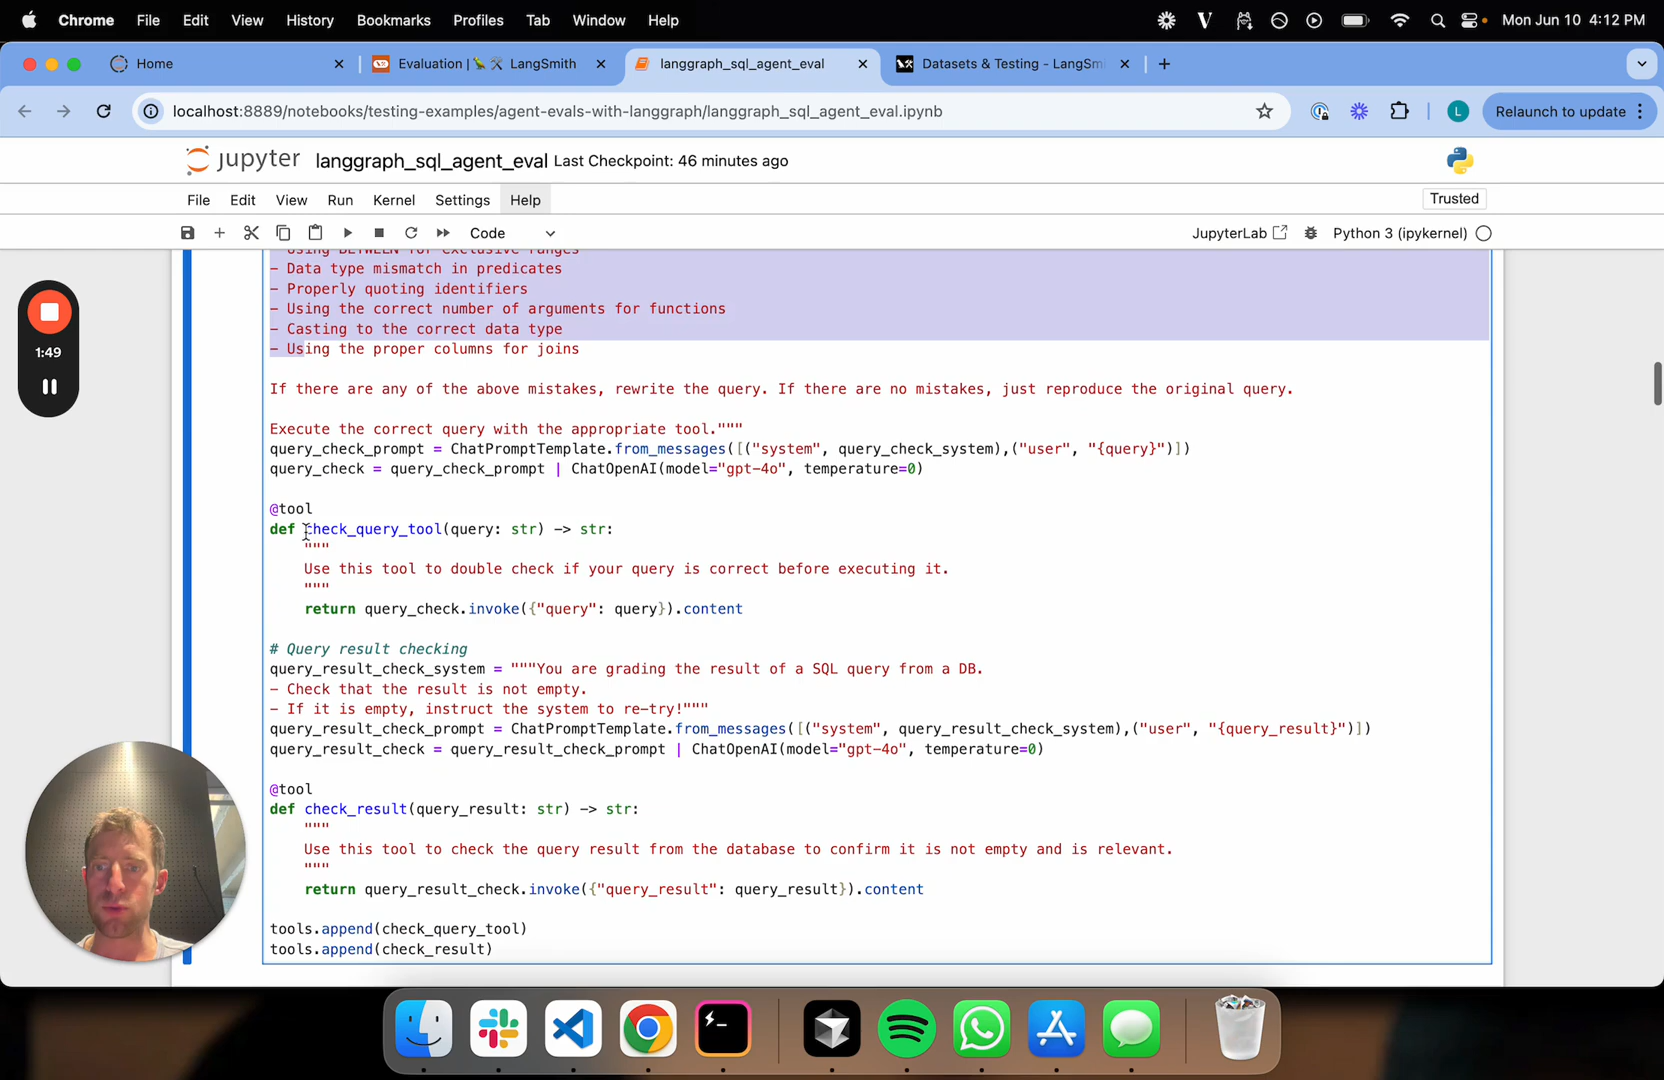 Chrome File Edit View History Bookmarks Profiles Tab Window Help Mon Jun 10 4:12 PM
Home Evaluation | LangSmith langgraph_sql_agent_eval Datasets & Testing - LangSm
localhost:8889/notebooks/testing-examples/agent-evals-with-langgraph/langgraph_sql_agent_eval.ipynb L Relaunch to update
jupyter langgraph_sql_agent_eval Last Checkpoint: 46 minutes ago
File Edit View Run Kernel Settings Help Trusted
Code JupyterLab Python 3 (ipykernel)
- Using BETWEEN for exclusive ranges
- Data type mismatch in predicates
- Properly quoting identifiers
- Using the correct number of arguments for functions
- Casting to the correct data type
- Using the proper columns for joins
If there are any of the above mistakes, rewrite the query. If there are no mistakes, just reproduce the original query.
Execute the correct query with the appropriate tool."""
query_check_prompt = ChatPromptTemplate.from_messages([("system", query_check_system),("user", "{query}")])
query_check = query_check_prompt | ChatOpenAI(model="gpt-4o", temperature=0)
@tool
def check_query_tool(query: str) -> str:
"""
Use this tool to double check if your query is correct before executing it.
"""
return query_check.invoke({"query": query}).content
# Query result checking
query_result_check_system = """You are grading the result of a SQL query from a DB.
- Check that the result is not empty.
- If it is empty, instruct the system to re-try!"""
query_result_check_prompt = ChatPromptTemplate.from_messages([("system", query_result_check_system),("user", "{query_result}")])
query_result_check = query_result_check_prompt | ChatOpenAI(model="gpt-4o", temperature=0)
@tool
def check_result(query_result: str) -> str:
"""
Use this tool to check the query result from the database to confirm it is not empty and is relevant.
"""
return query_result_check.invoke({"query_result": query_result}).content
tools.append(check_query_tool)
tools.append(check_result)
1:49